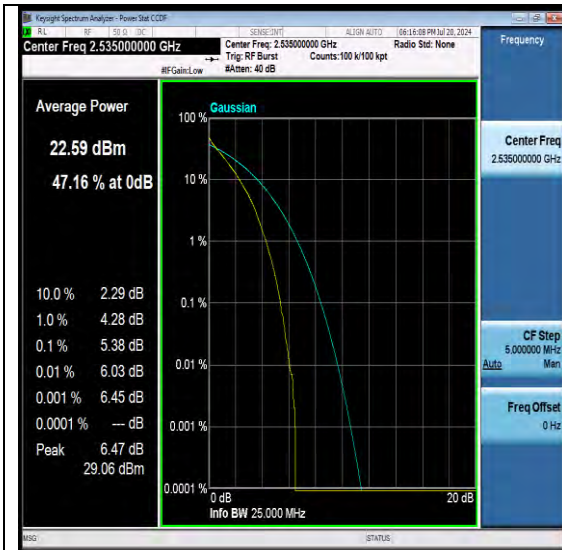 Keysight Spectrum Analyzer - Power Stat CCDF
RL RF 50 Ω DC SENSE:INT ALIGN AUTO 06:16:08 PM Jul 20, 2024
Center Freq 2.535000000 GHz
Center Freq: 2.535000000 GHz Radio Std: None
Trig: RF Burst Counts:100 k/100 kpt
#IFGain:Low #Atten: 40 dB
Frequency
Average Power
22.59 dBm
47.16 % at 0dB
10.0 % 2.29 dB
1.0 % 4.28 dB
0.1 % 5.38 dB
0.01 % 6.03 dB
0.001 % 6.45 dB
0.0001 % --- dB
Peak 6.47 dB
29.06 dBm
Gaussian
100 %
10 %
1 %
0.1 %
0.01 %
0.001 %
0.0001 %
0 dB 20 dB
Info BW 25.000 MHz
Center Freq
2.535000000 GHz
CF Step
5.000000 MHz
Auto Man
Freq Offset
0 Hz
MSG STATUS